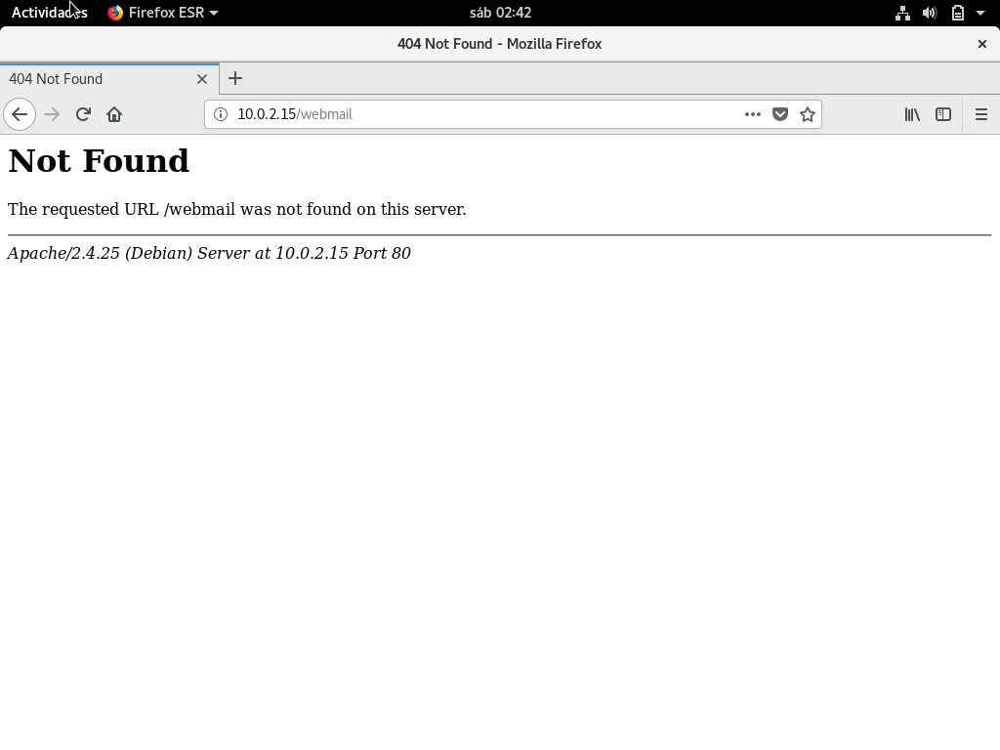 Actividades Firefox ESR sáb 02:42
404 Not Found - Mozilla Firefox
404 Not Found
10.0.2.15/webmail
Not Found
The requested URL /webmail was not found on this server.
Apache/2.4.25 (Debian) Server at 10.0.2.15 Port 80